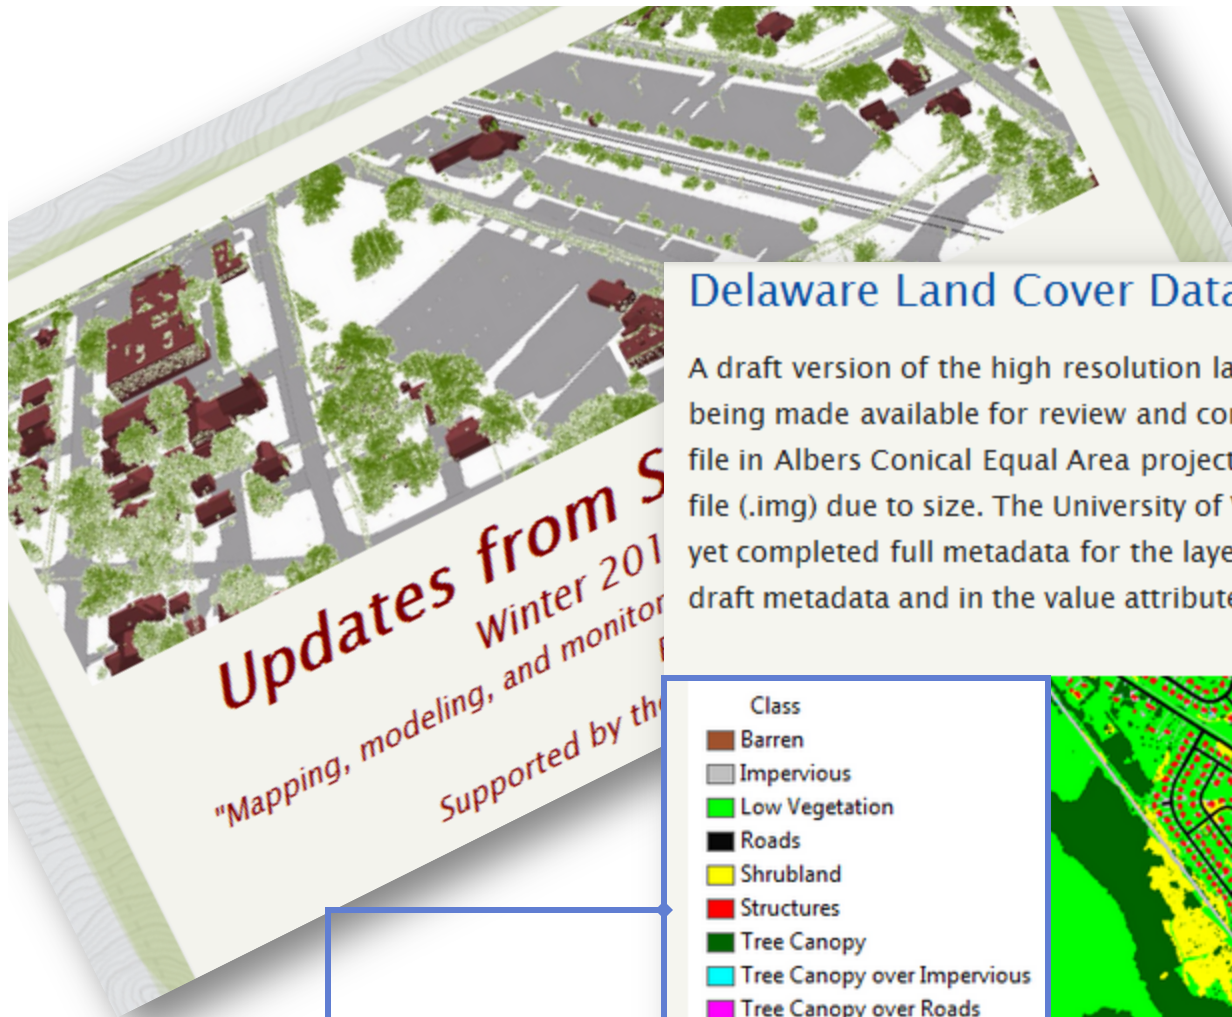 Updates from S
Winter 201
"Mapping, modeling, and monitor
Supported by the
Delaware Land Cover Data
A draft version of the high resolution la
being made available for review and co
file in Albers Conical Equal Area project
file (.img) due to size. The University of
yet completed full metadata for the laye
draft metadata and in the value attribute
Class
Barren
Impervious
Low Vegetation
Roads
Shrubland
Structures
Tree Canopy
Tree Canopy over Impervious
Tree Canopy over Roads